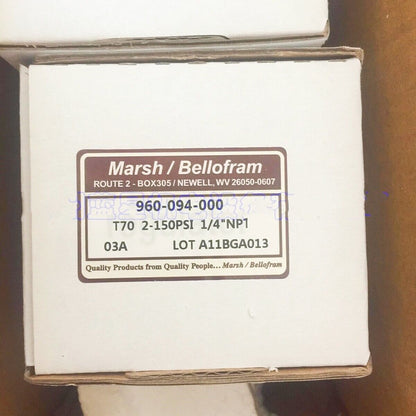 Marsh / Bellofram
ROUTE 2 - BOX305 / NEWELL, WV 26050-0607
960-094-000
T70 2-150PSI 1/4"NPT
03A LOT A11BGA013
Quality Products from Quality People... Marsh / Bellofram